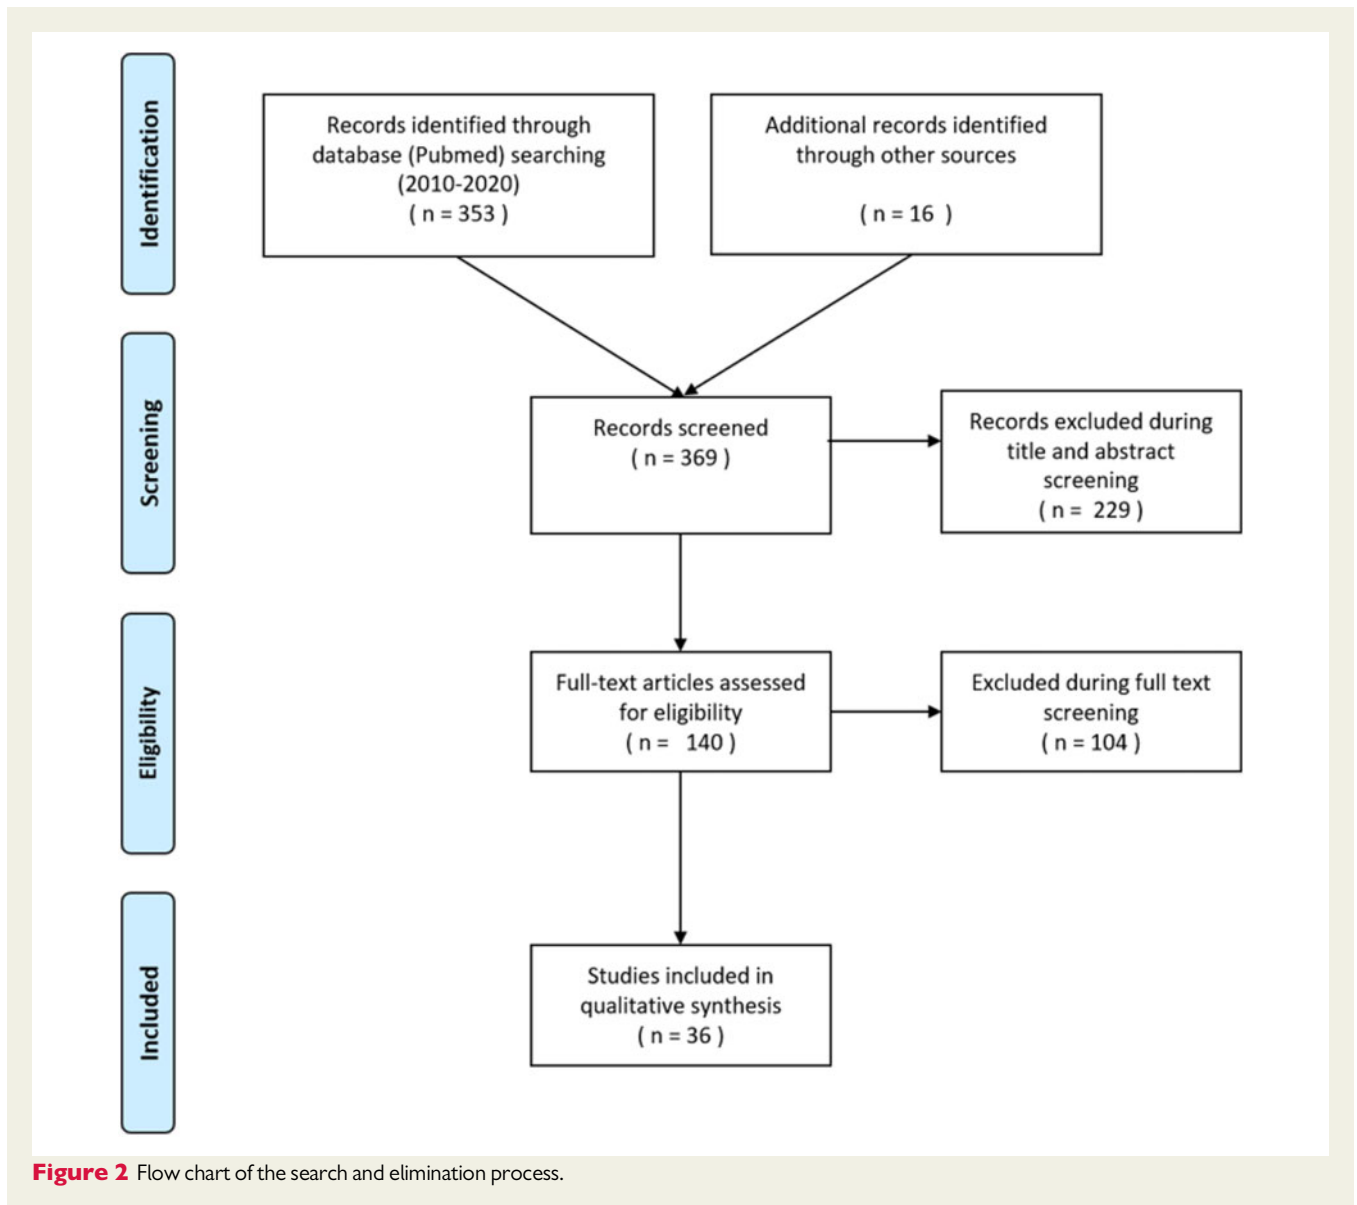 Identification
Records identified through
database (Pubmed) searching
(2010-2020)
( n = 353 )
Additional records identified
through other sources
( n = 16 )
Screening
Records screened
( n = 369 )
Records excluded during
title and abstract
screening
( n = 229 )
Eligibility
Full-text articles assessed
for eligibility
( n = 140 )
Excluded during full text
screening
( n = 104 )
Included
Studies included in
qualitative synthesis
( n = 36 )
Figure 2 Flow chart of the search and elimination process.